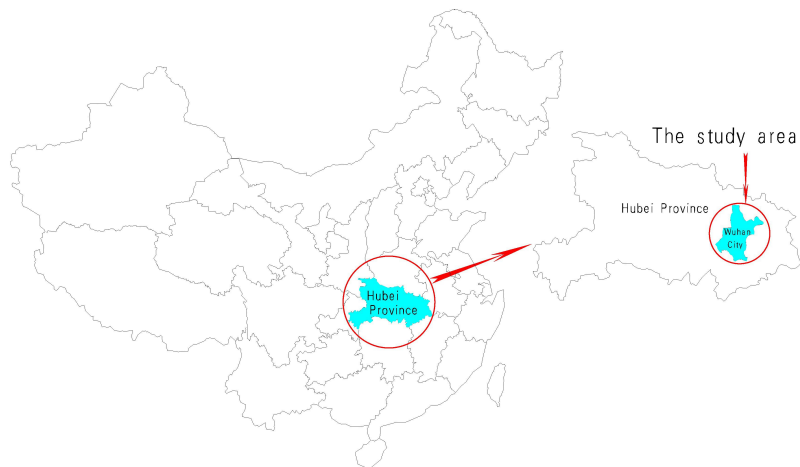 The study area
Hubei Province
Wuhan
City
Hubei
Province